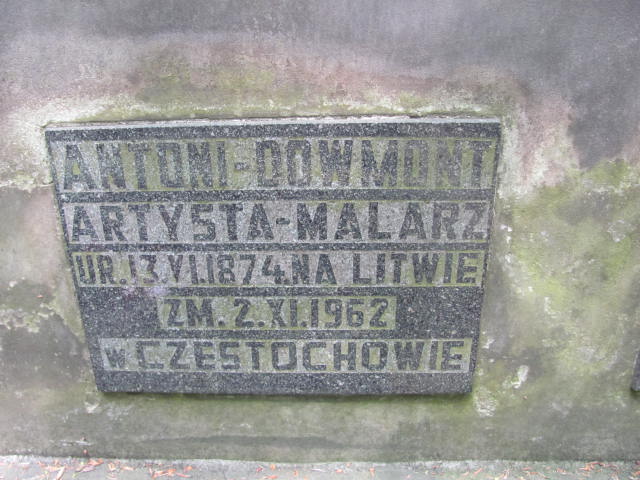 ANTONI-DOWMONT
ARTYSTA-MALARZ
UR.13.VI.1874.NA LITWIE
ZM. 2. XI. 1962
w CZESTOCHOWIE